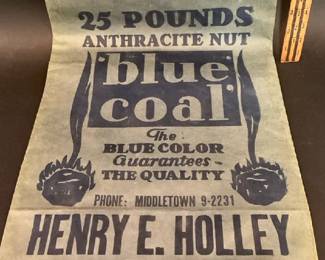 25 POUNDS
ANTHRACITE NUT
'blue
coal'
The
BLUE COLOR
Guarantees
THE QUALITY
PHONE: MIDDLETOWN 9-2231
HENRY E. HOLLEY